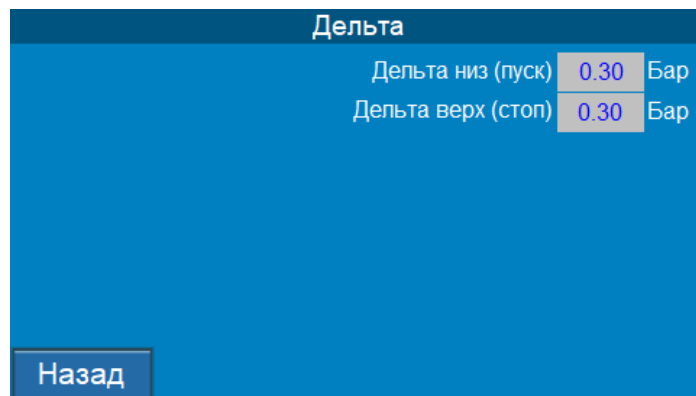 Дельта
Дельта низ (пуск) 0.30 Бар
Дельта верх (стоп) 0.30 Бар
Назад